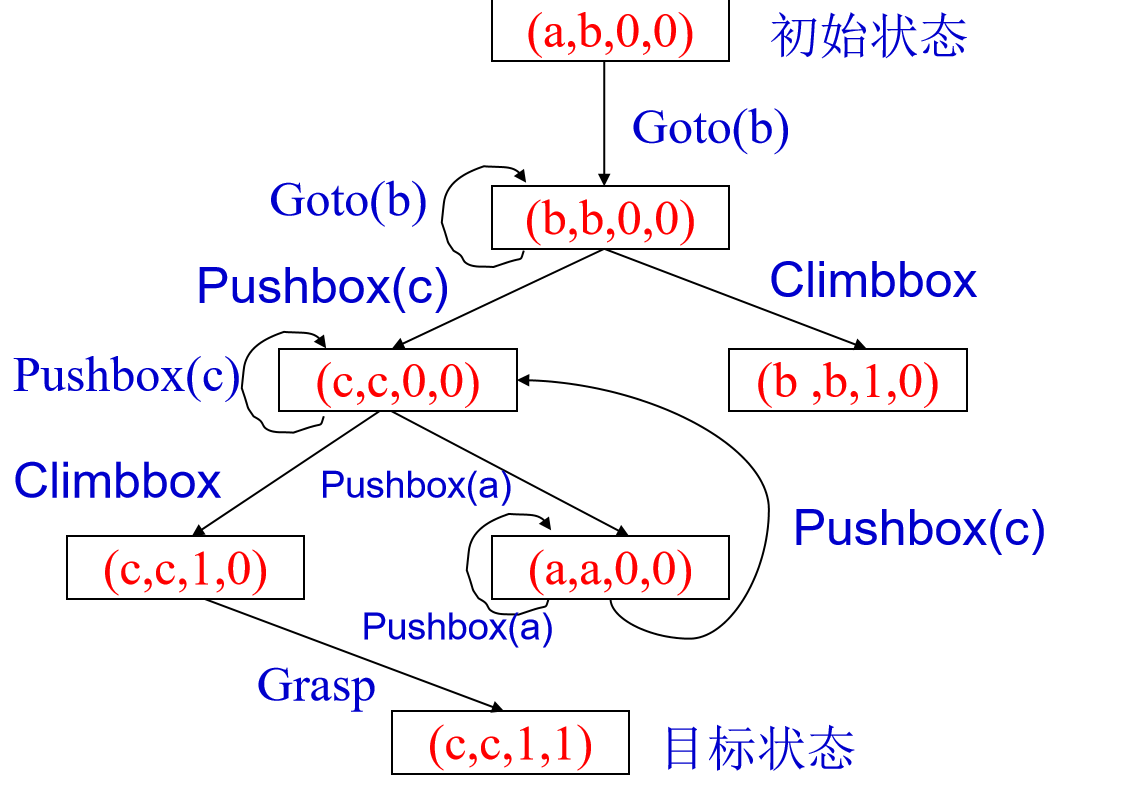 (a,b,0,0)
初始状态
Goto(b)
Goto(b)
(b,b,0,0)
Pushbox(c)
Climbbox
Pushbox(c)
(c,c,0,0)
(b ,b,1,0)
Climbbox
Pushbox(a)
Pushbox(c)
(c,c,1,0)
(a,a,0,0)
Pushbox(a)
Grasp
(c,c,1,1)
目标状态